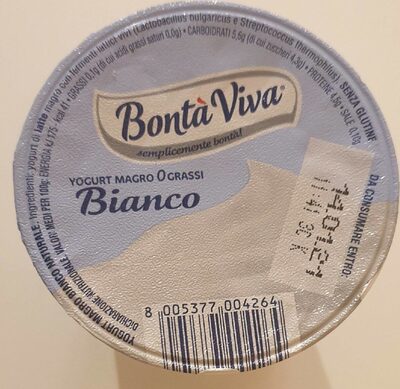 YOGURT MAGRO BIANCO NATURALE. Ingredienti: yogurt di latte magro con fermenti lattici vivi (Lactobacillus bulgaricus e Streptococcus thermophilus). SENZA GLUTINE
DICHIARAZIONE NUTRIZIONALE VALORI MEDI PER 100g: ENERGIA kJ 175 - kcal 41 • GRASSI 0,1g (di cui acidi grassi saturi 0,0g) • CARBOIDRATI 5,6g (di cui zuccheri 4,3g) • PROTEINE 4,5g • SALE 0,10g
Bontà Viva
semplicemente bontà!
YOGURT MAGRO 0 GRASSI
Bianco
DA CONSUMARE ENTRO:
8 005377 004264